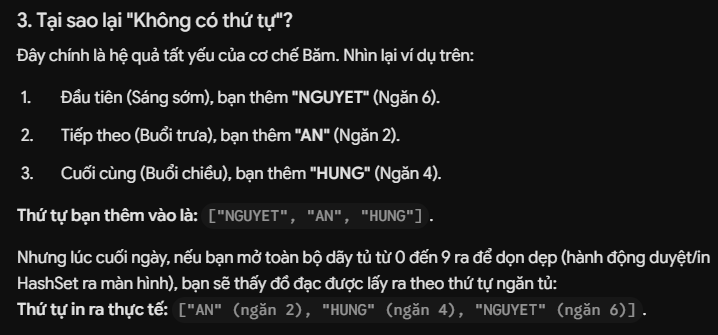 3. Tại sao lại "Không có thứ tự"?
Đây chính là hệ quả tất yếu của cơ chế Băm. Nhìn lại ví dụ trên:
1. Đầu tiên (Sáng sớm), bạn thêm "NGUYET" (Ngăn 6).
2. Tiếp theo (Buổi trưa), bạn thêm "AN" (Ngăn 2).
3. Cuối cùng (Buổi chiều), bạn thêm "HUNG" (Ngăn 4).
Thứ tự bạn thêm vào là: ["NGUYET", "AN", "HUNG"] .
Nhưng lúc cuối ngày, nếu bạn mở toàn bộ dãy tủ từ 0 đến 9 ra để dọn dẹp (hành động duyệt/in
HashSet ra màn hình), bạn sẽ thấy đồ đạc được lấy ra theo thứ tự ngăn tủ:
Thứ tự in ra thực tế: ["AN" (ngăn 2), "HUNG" (ngăn 4), "NGUYET" (ngăn 6)] .